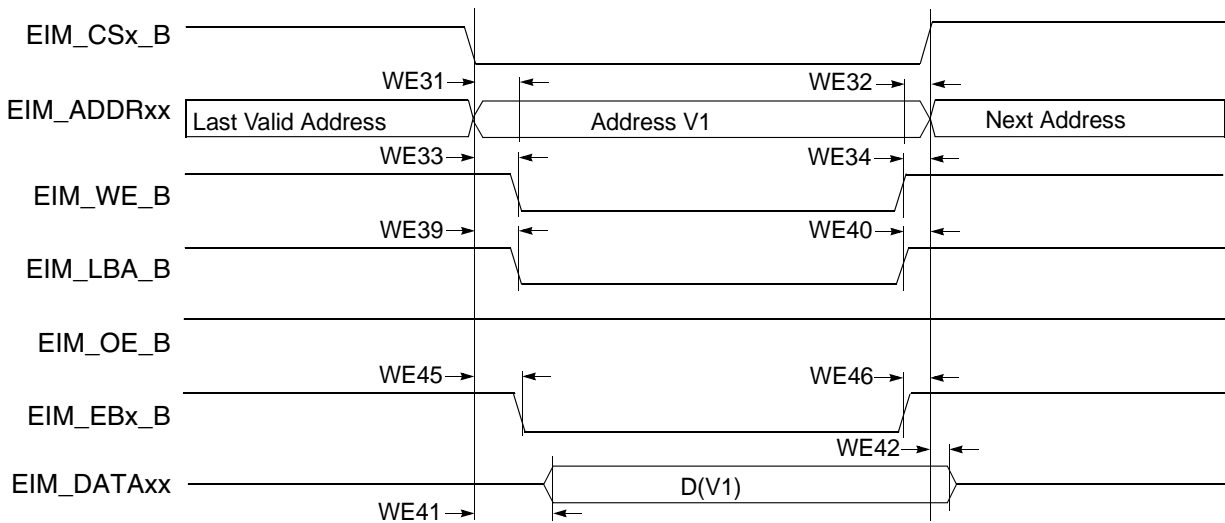 EIM_CSx_B
WE31
WE32
EIM_ADDRxx
Last Valid Address
Address V1
Next Address
WE33
WE34
EIM_WE_B
WE39
WE40
EIM_LBA_B
EIM_OE_B
WE45
WE46
EIM_EBx_B
WE42
EIM_DATAxx
D(V1)
WE41